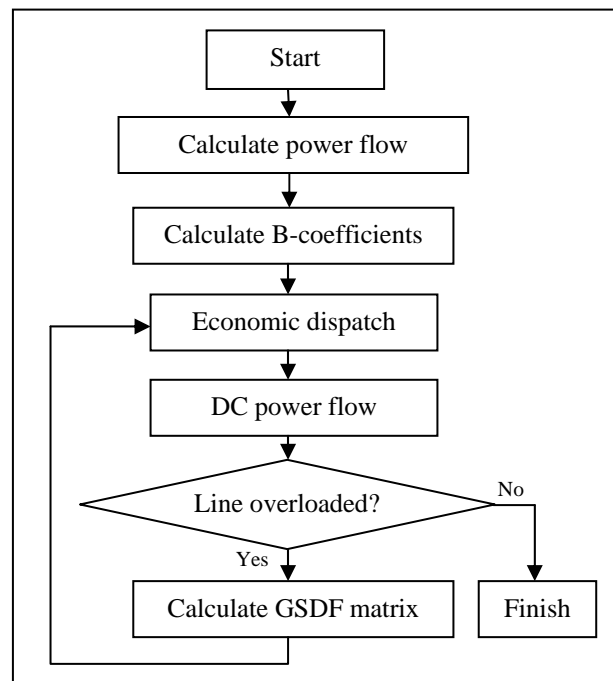 Start
Calculate power flow
Calculate B-coefficients
Economic dispatch
DC power flow
Line overloaded?
No
Yes
Calculate GSDF matrix
Finish